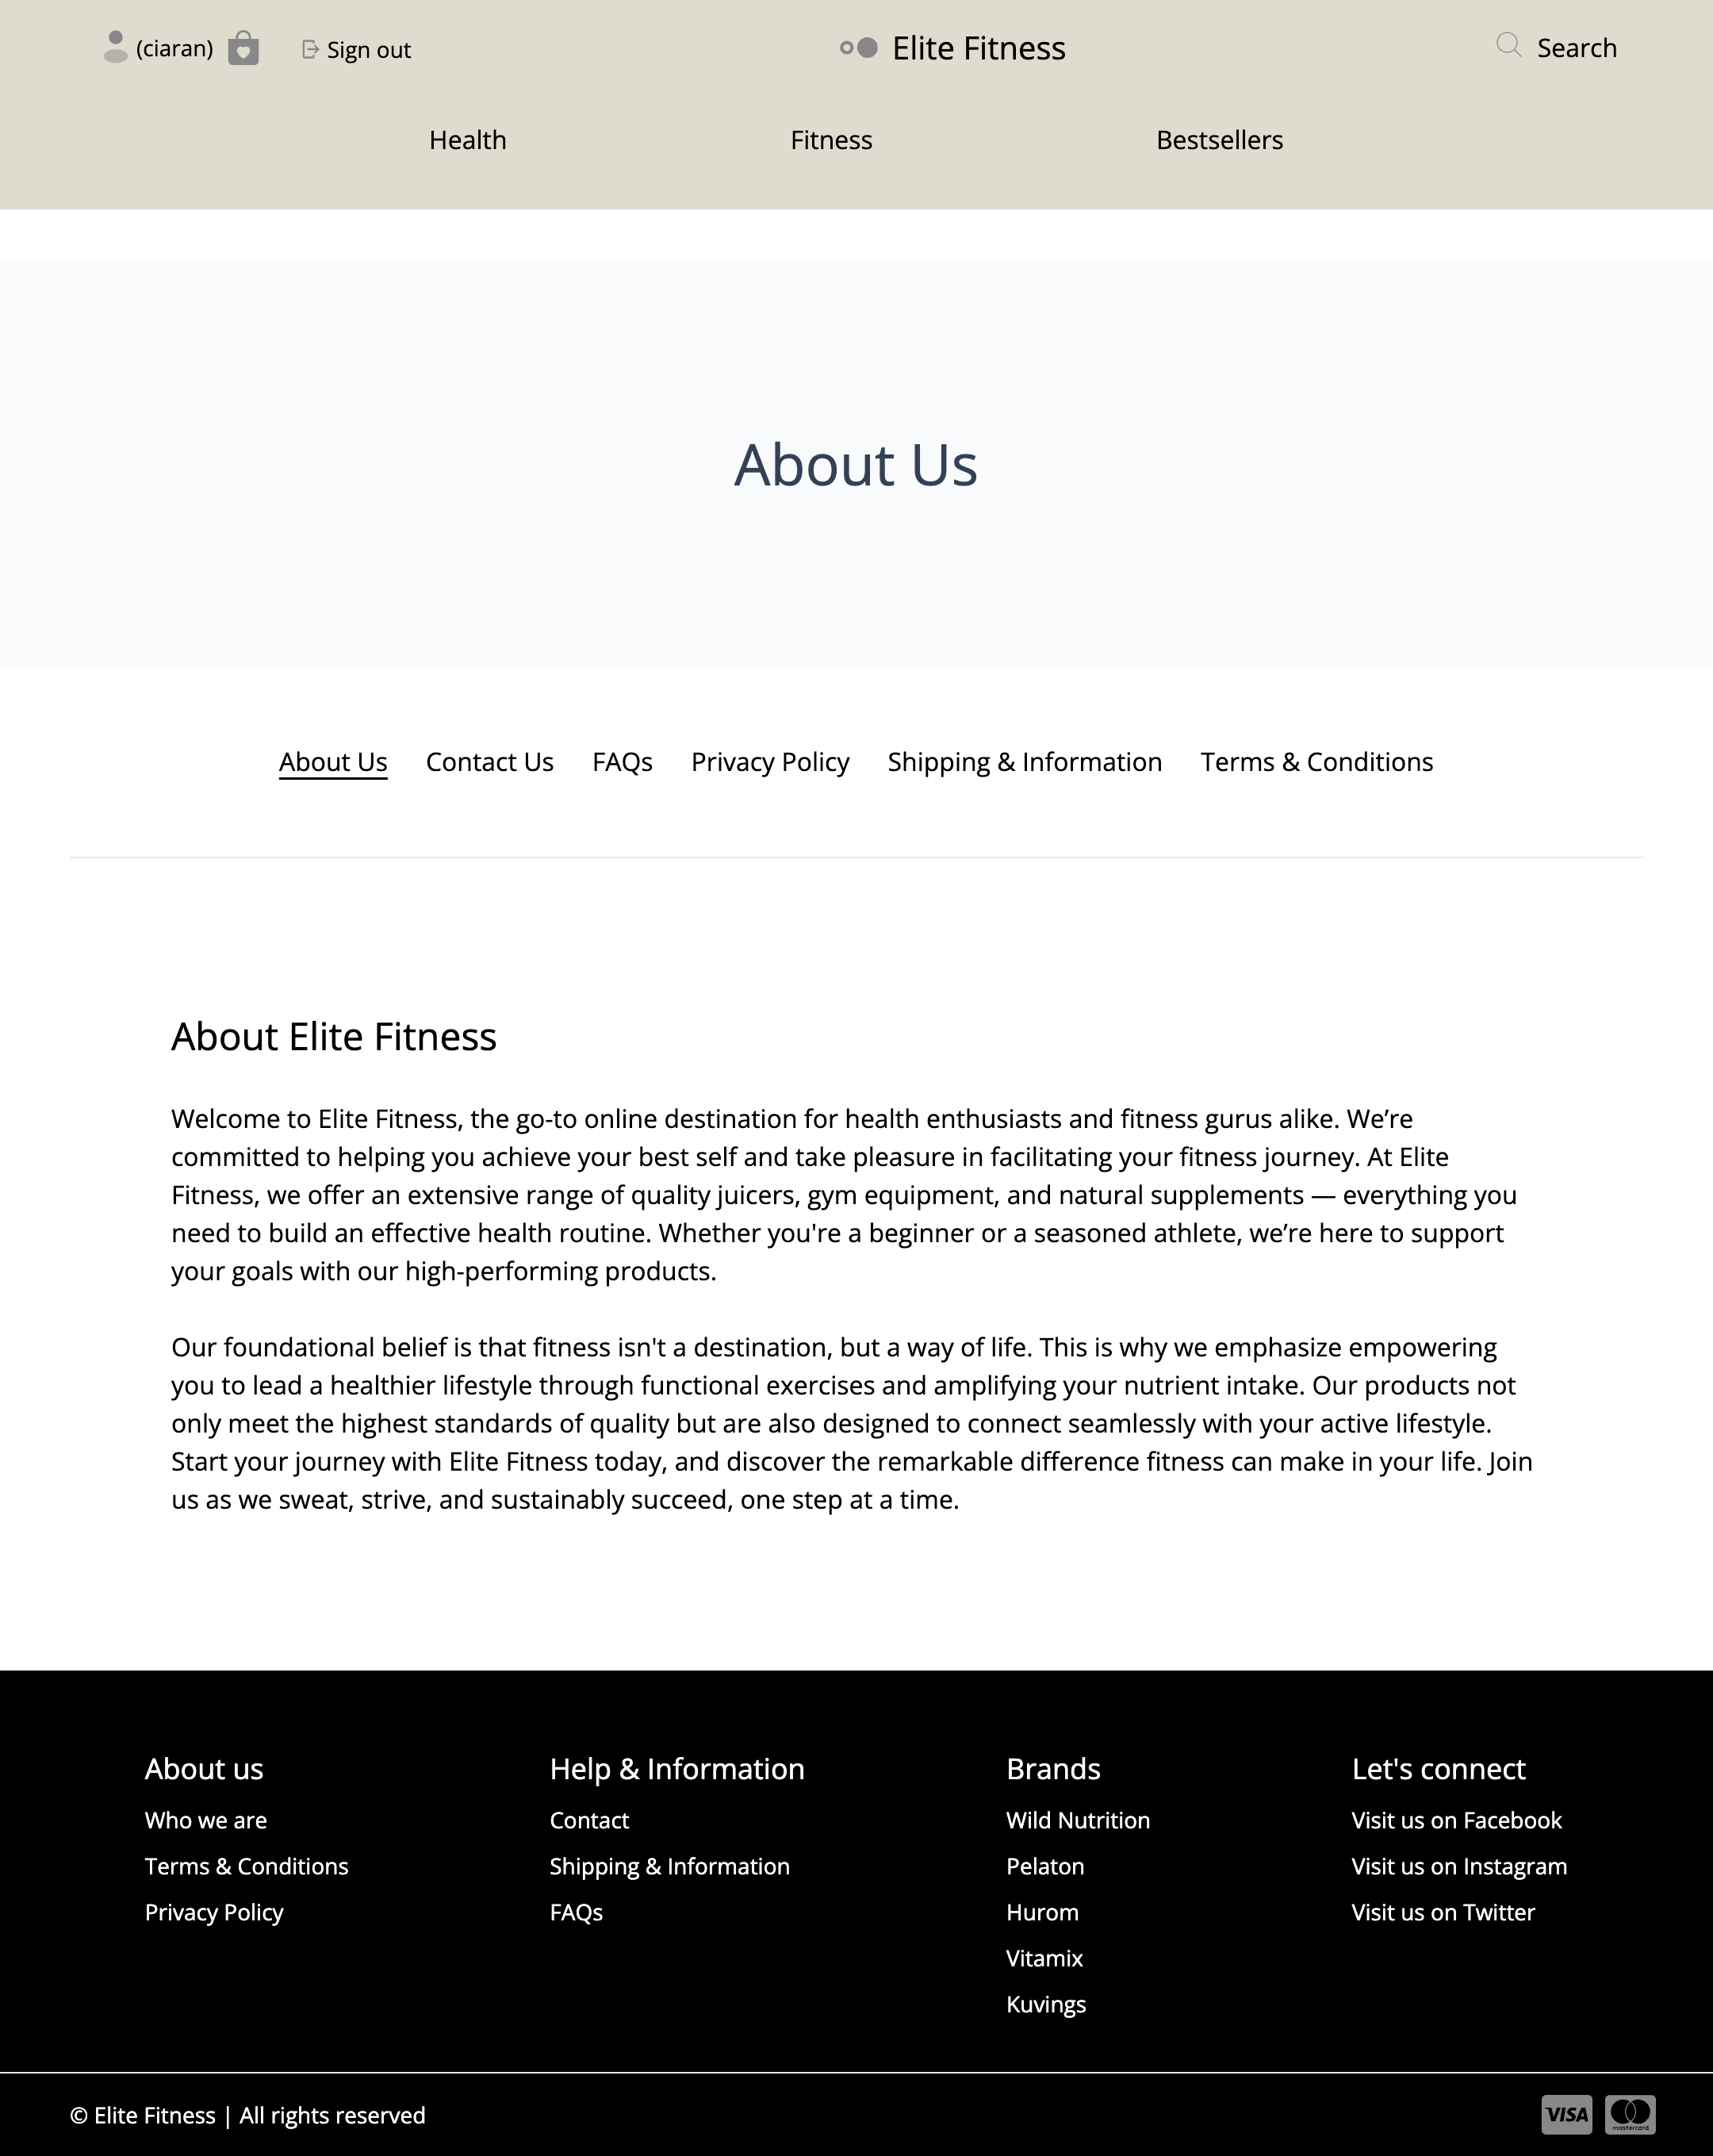 (ciaran) Sign out Elite Fitness Search
Health Fitness Bestsellers
About Us
About Us Contact Us FAQs Privacy Policy Shipping & Information Terms & Conditions
About Elite Fitness
Welcome to Elite Fitness, the go-to online destination for health enthusiasts and fitness gurus alike. We’re
committed to helping you achieve your best self and take pleasure in facilitating your fitness journey. At Elite
Fitness, we offer an extensive range of quality juicers, gym equipment, and natural supplements — everything you
need to build an effective health routine. Whether you're a beginner or a seasoned athlete, we’re here to support
your goals with our high-performing products.
Our foundational belief is that fitness isn't a destination, but a way of life. This is why we emphasize empowering
you to lead a healthier lifestyle through functional exercises and amplifying your nutrient intake. Our products not
only meet the highest standards of quality but are also designed to connect seamlessly with your active lifestyle.
Start your journey with Elite Fitness today, and discover the remarkable difference fitness can make in your life. Join
us as we sweat, strive, and sustainably succeed, one step at a time.
About us
Who we are
Terms & Conditions
Privacy Policy
Help & Information
Contact
Shipping & Information
FAQs
Brands
Wild Nutrition
Pelaton
Hurom
Vitamix
Kuvings
Let's connect
Visit us on Facebook
Visit us on Instagram
Visit us on Twitter
© Elite Fitness | All rights reserved
VISA
mastercard